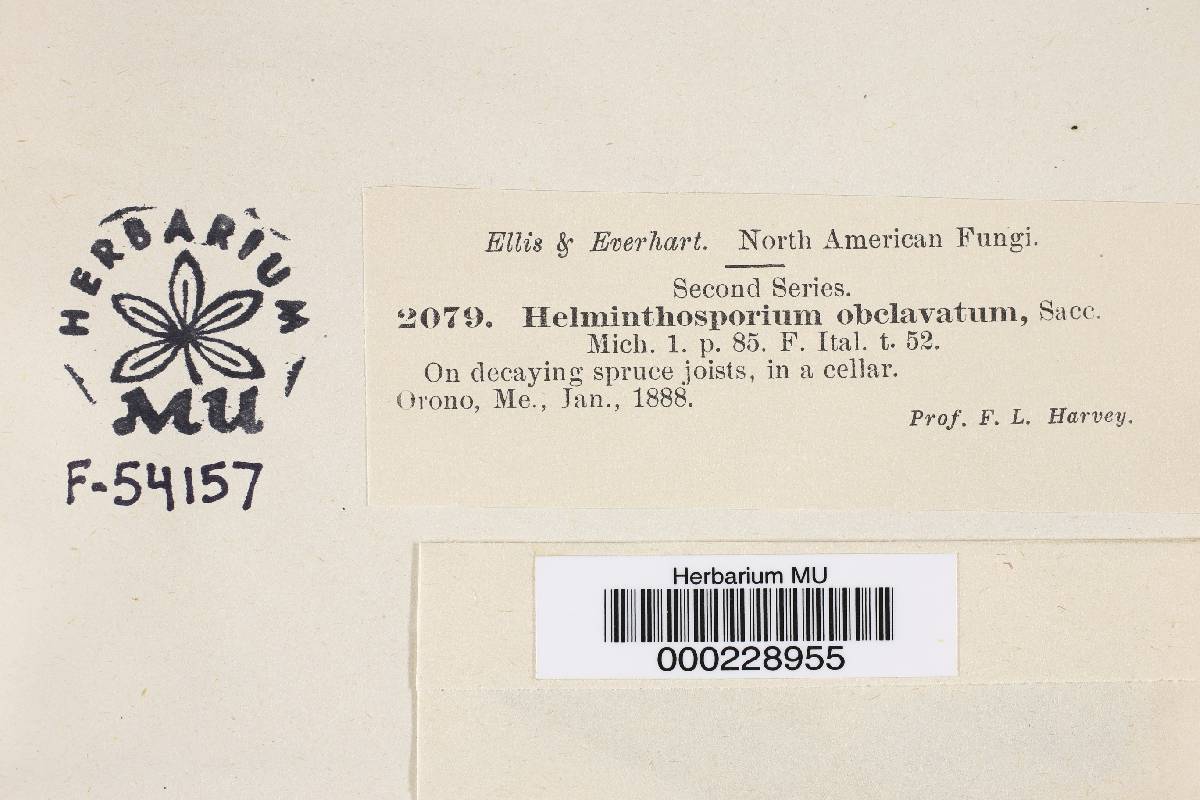 HERBARIUM
MU
F-54157
Ellis & Everhart. North American Fungi.
Second Series.
2079. Helminthosporium obclavatum, Sacc.
Mich. 1. p. 85. F. Ital. t. 52.
On decaying spruce joists, in a cellar.
Orono, Me., Jan., 1888.
Prof. F. L. Harvey.
Herbarium MU
000228955